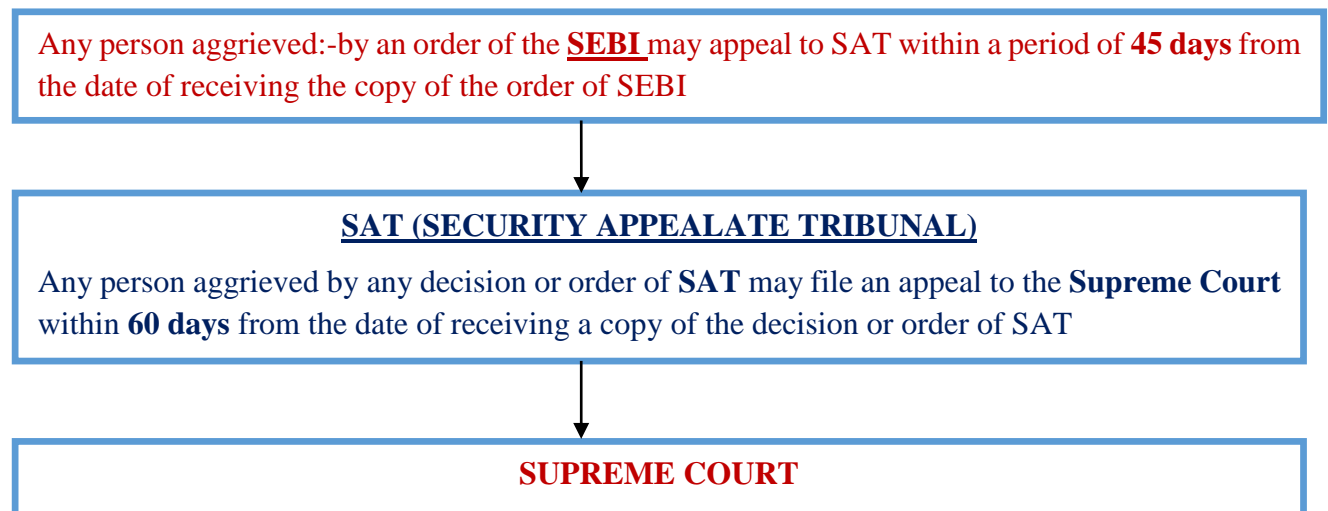 Any person aggrieved:-by an order of the SEBI may appeal to SAT within a period of 45 days from
the date of receiving the copy of the order of SEBI
SAT (SECURITY APPEALATE TRIBUNAL)
Any person aggrieved by any decision or order of SAT may file an appeal to the Supreme Court
within 60 days from the date of receiving a copy of the decision or order of SAT
SUPREME COURT